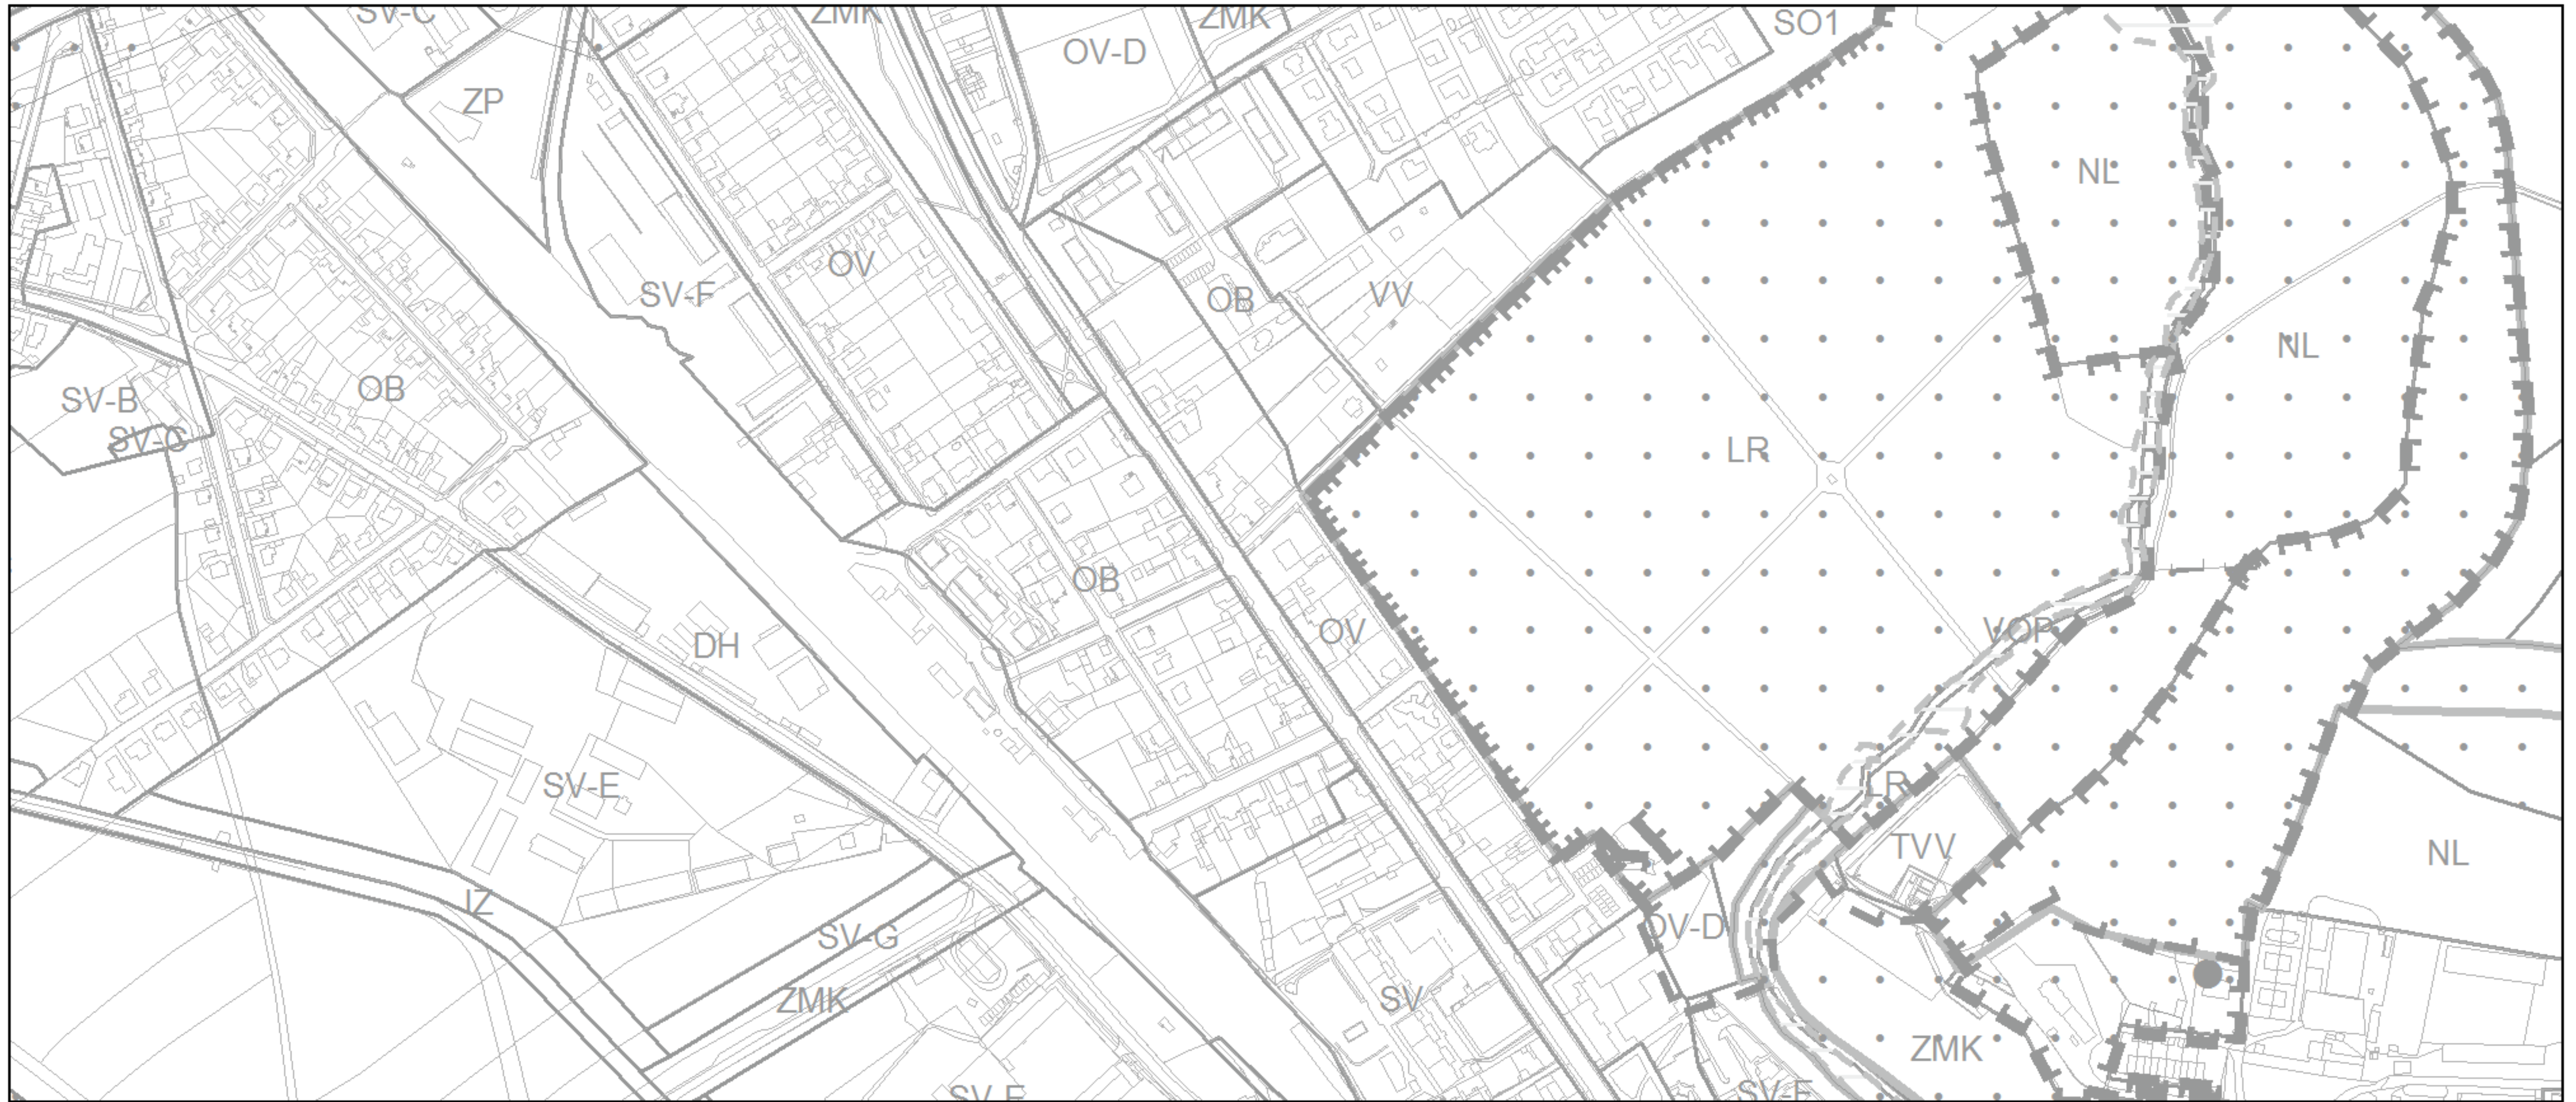 SV-C
ZMK
ZMK
SO1
OV-D
ZP
NL
OV
SV-F
OB
VV
NL
OB
SV-B
SV-C
LR
OB
VOP
OV
DH
SV-E
LR
TVV
NL
IZ
SV-G
OV-D
ZMK
SV
ZMK
SV-F